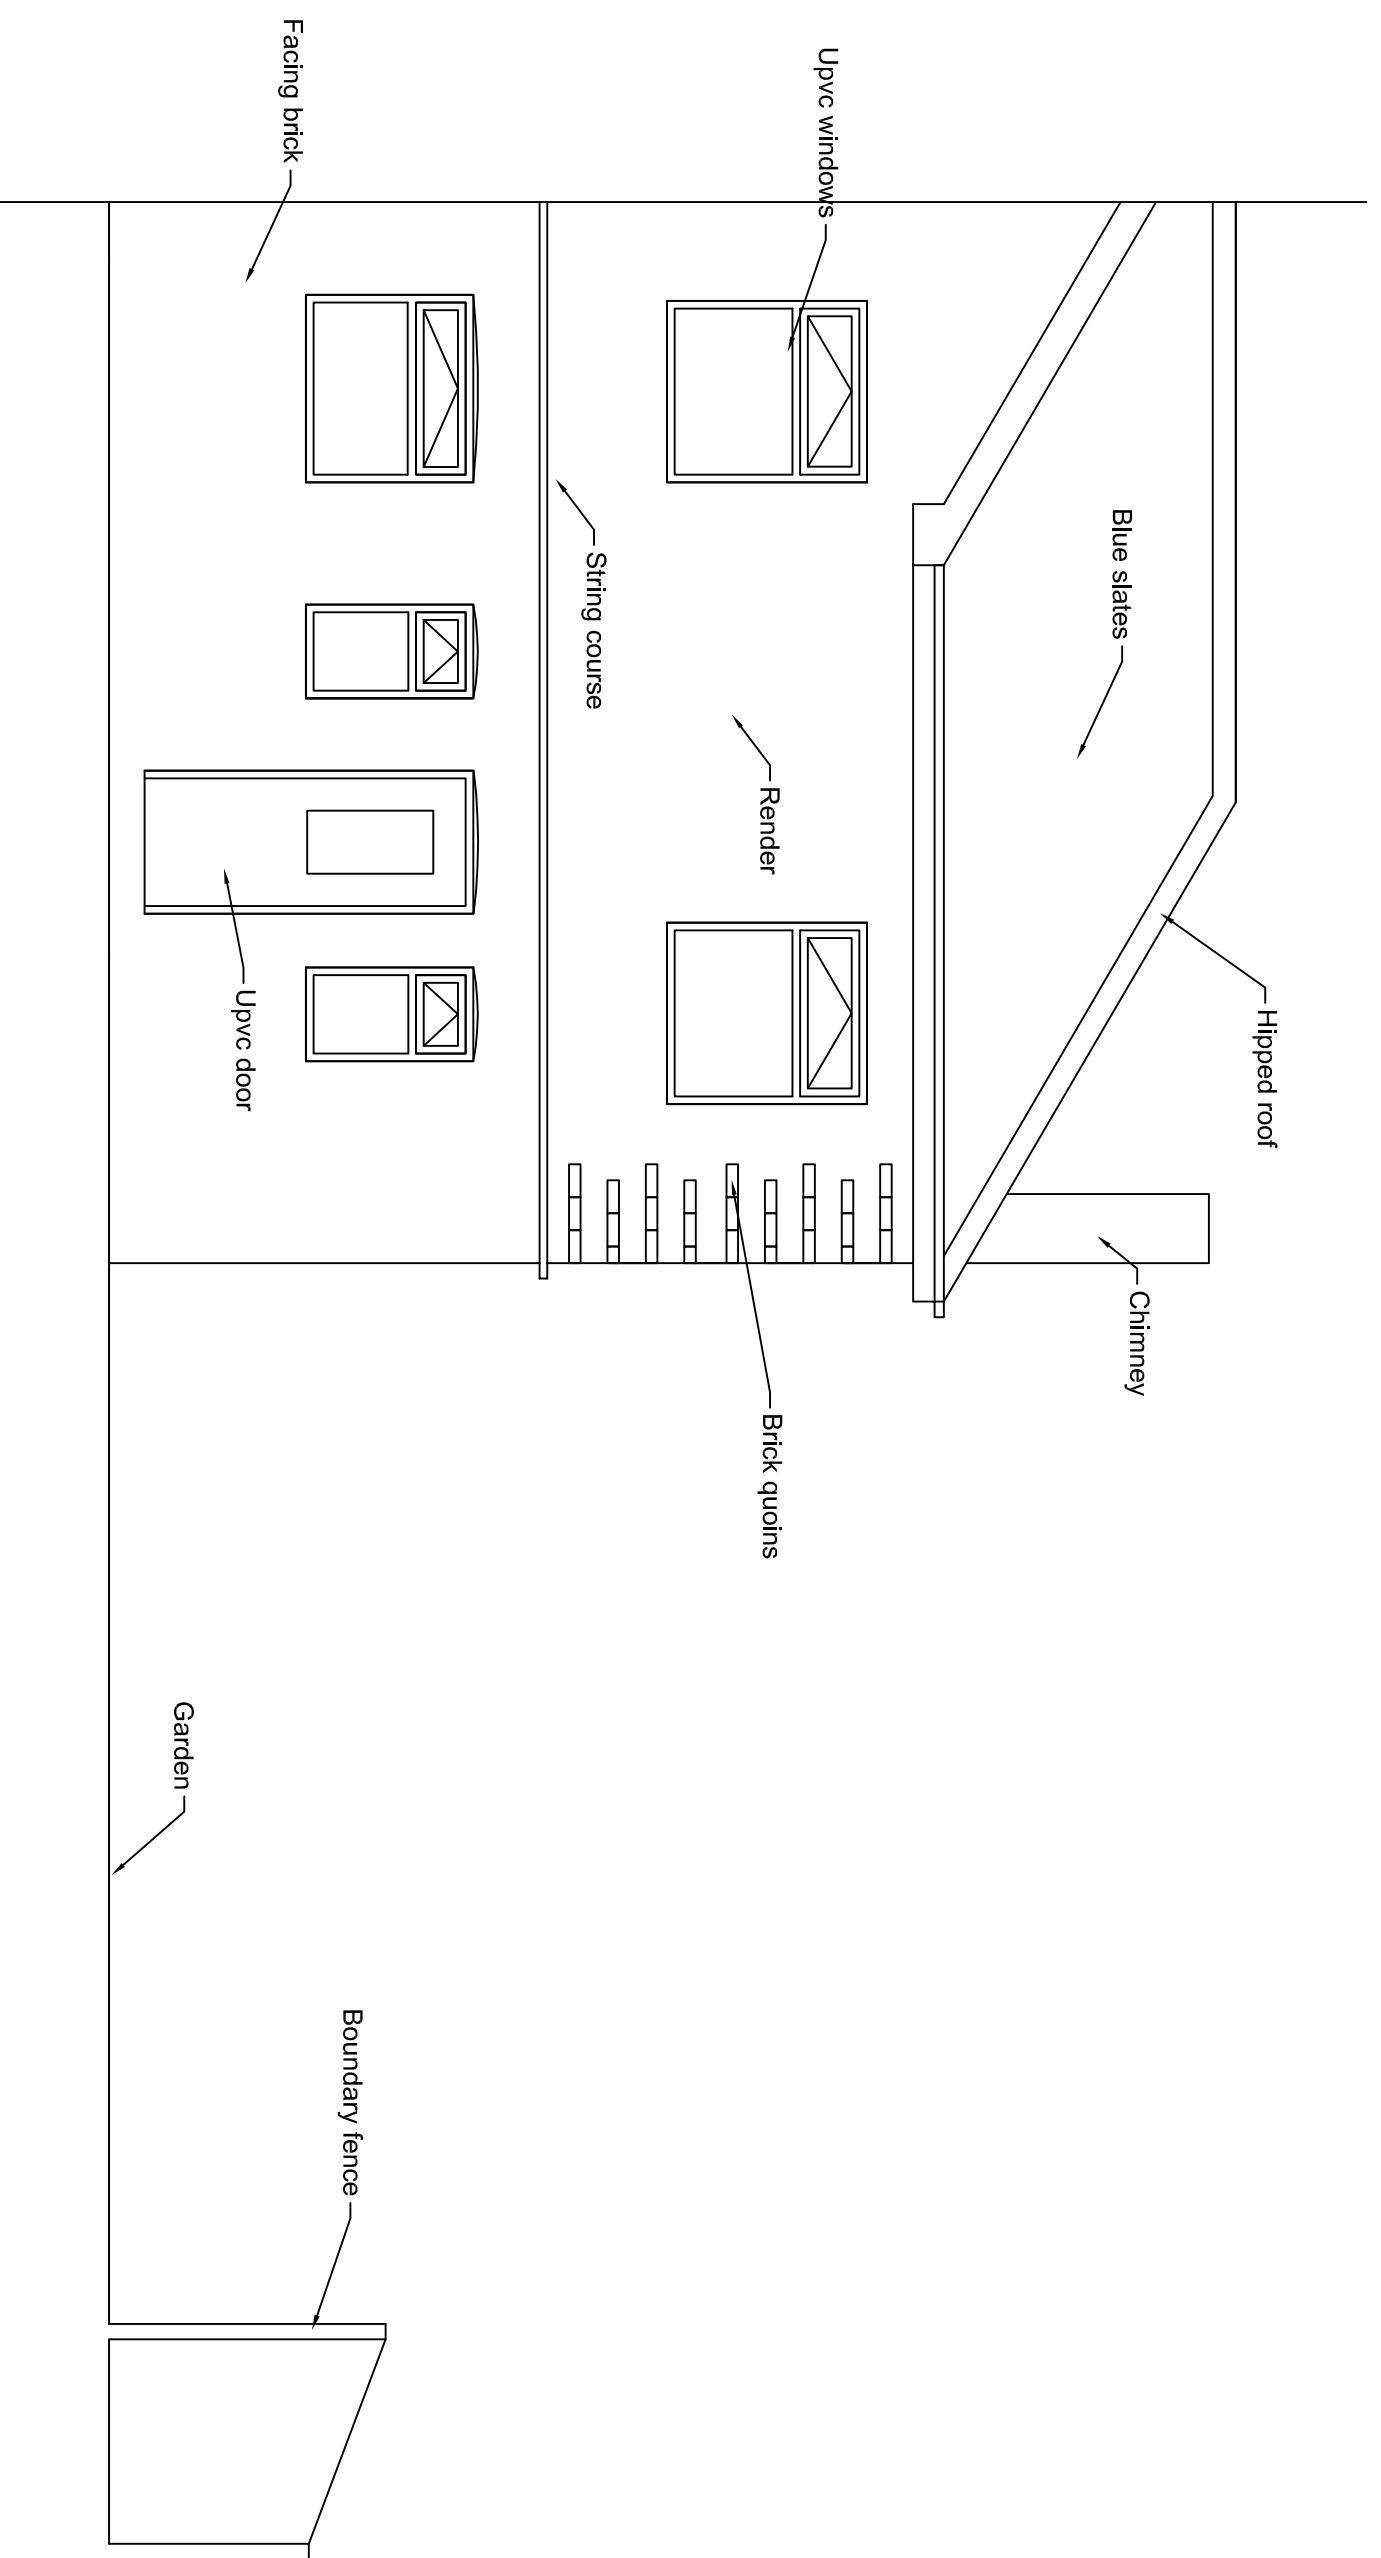 Hipped roof
Chimney
Blue slates
Upvc windows
Render
Brick quoins
String course
Boundary fence
Facing brick
Upvc door
Garden